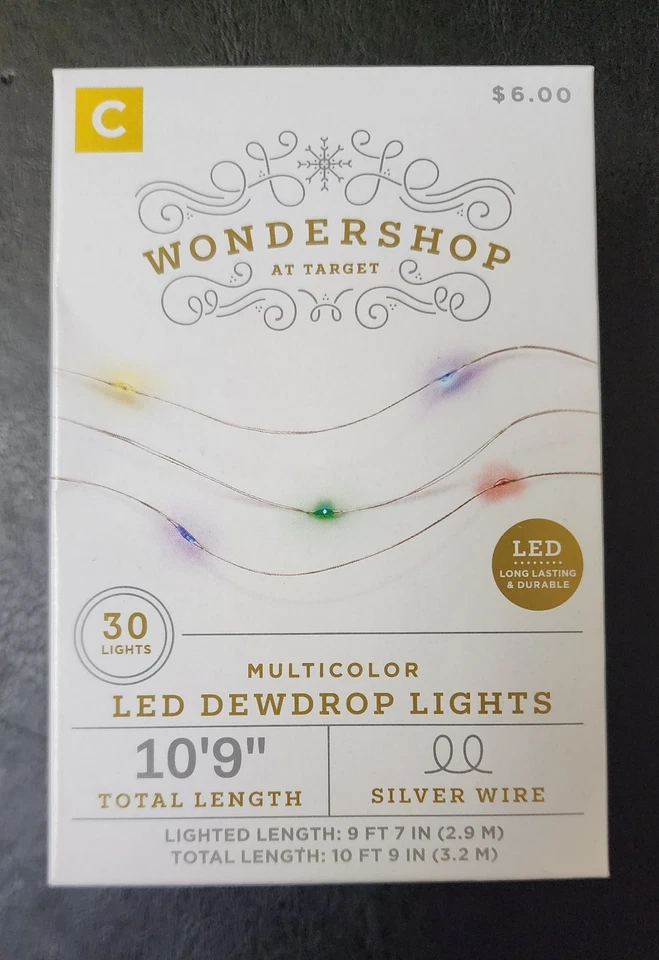 C
$6.00
WONDERSHOP
AT TARGET
LED
LONG LASTING
& DURABLE
30
LIGHTS
MULTICOLOR
LED DEWDROP LIGHTS
10'9"
TOTAL LENGTH
SILVER WIRE
LIGHTED LENGTH: 9 FT 7 IN (2.9 M)
TOTAL LENGTH: 10 FT 9 IN (3.2 M)